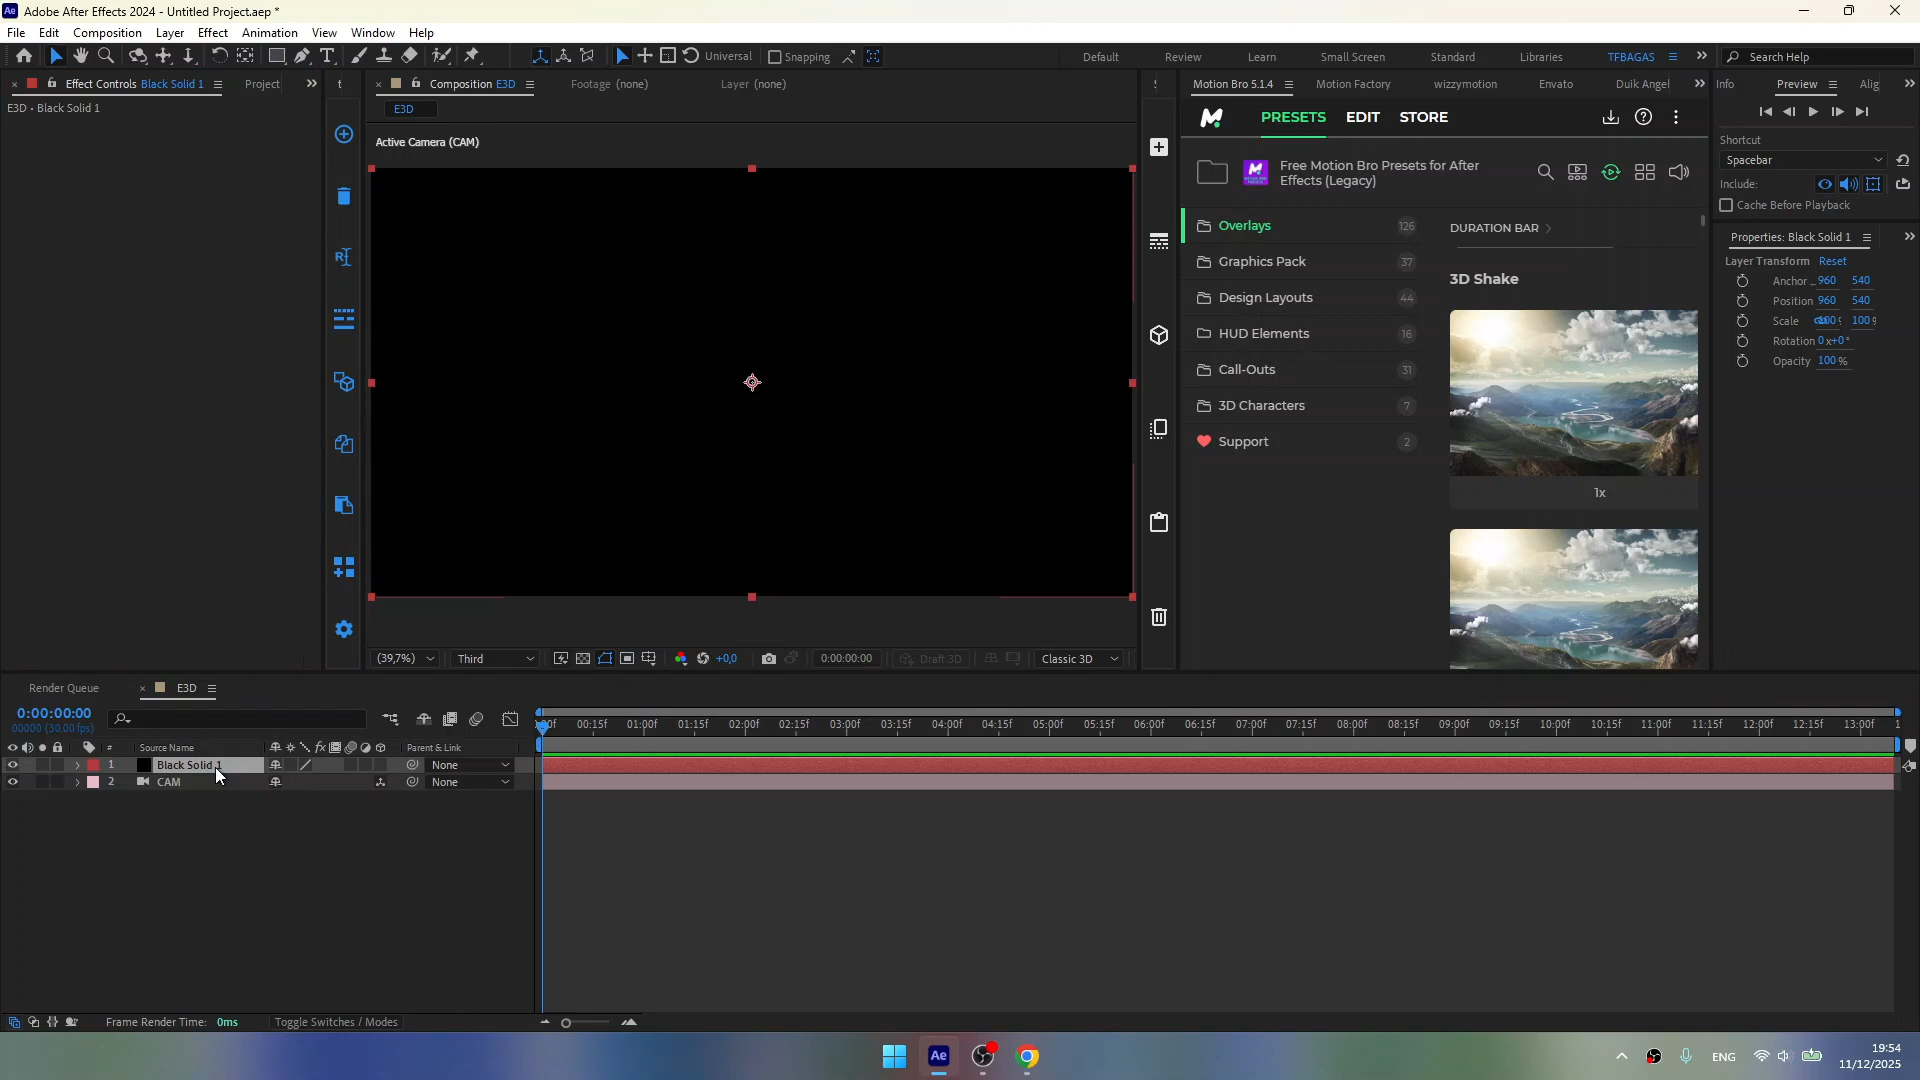 Adobe After Effects 2024 - Untitled Project.aep *
File Edit Composition Layer Effect Animation View Window Help
Universal Snapping Default Review Learn Small Screen Standard Libraries TFBAGAS Search Help
Effect Controls Black Solid 1 Project
E3D • Black Solid 1
Composition E3D Footage (none) Layer (none)
E3D
Active Camera (CAM)
(39,7%) Third +0,0 0:00:00:00 Draft 3D Classic 3D
Motion Bro 5.1.4 Motion Factory wizzymotion Envato Duik Angel
PRESETS EDIT STORE
Free Motion Bro Presets for After
Effects (Legacy)
Overlays 126
Graphics Pack 37
Design Layouts 44
HUD Elements 16
Call-Outs 31
3D Characters 7
Support 2
DURATION BAR
3D Shake
1x
Info Preview Alig
Shortcut
Spacebar
Include:
Cache Before Playback
Properties: Black Solid 1
Layer Transform Reset
Anchor .. 960 540
Position 960 540
Scale 100 100
Rotation 0x+0°
Opacity 100 %
Render Queue E3D
0:00:00:00
00000 (30.00 fps)
# Source Name Parent & Link
1 Black Solid 1 None
2 CAM None
00f 00:15f 01:00f 01:15f 02:00f 02:15f 03:00f 03:15f 04:00f 04:15f 05:00f 05:15f 06:00f 06:15f 07:00f 07:15f 08:00f 08:15f 09:00f 09:15f 10:00f 10:15f 11:00f 11:15f 12:00f 12:15f 13:00f
Frame Render Time: 0ms Toggle Switches / Modes
ENG
19:54
11/12/2025